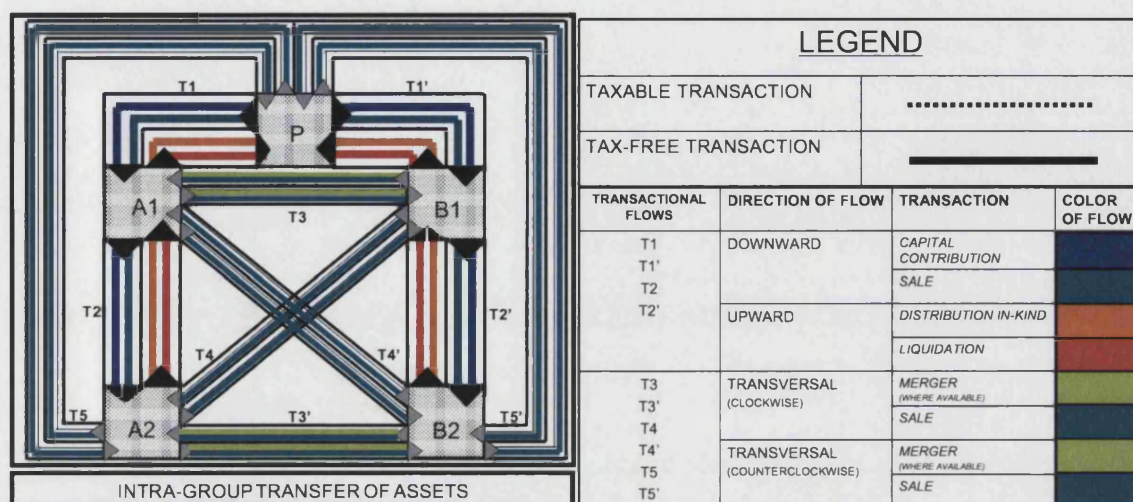 T1
T1'
P
A1
B1
T3
T2
T2'
T4
T4'
T5
T3'
T5'
A2
B2
INTRA-GROUP TRANSFER OF ASSETS
LEGEND
TAXABLE TRANSACTION
TAX-FREE TRANSACTION
TRANSACTIONAL FLOWS
DIRECTION OF FLOW
TRANSACTION
COLOR OF FLOW
T1
T1'
T2
T2'
DOWNWARD
CAPITAL CONTRIBUTION
SALE
UPWARD
DISTRIBUTION IN-KIND
LIQUIDATION
T3
T3'
T4
T4'
T5
T5'
TRANSVERSAL
(CLOCKWISE)
MERGER
(WHERE AVAILABLE)
SALE
TRANSVERSAL
(COUNTERCLOCKWISE)
MERGER
(WHERE AVAILABLE)
SALE